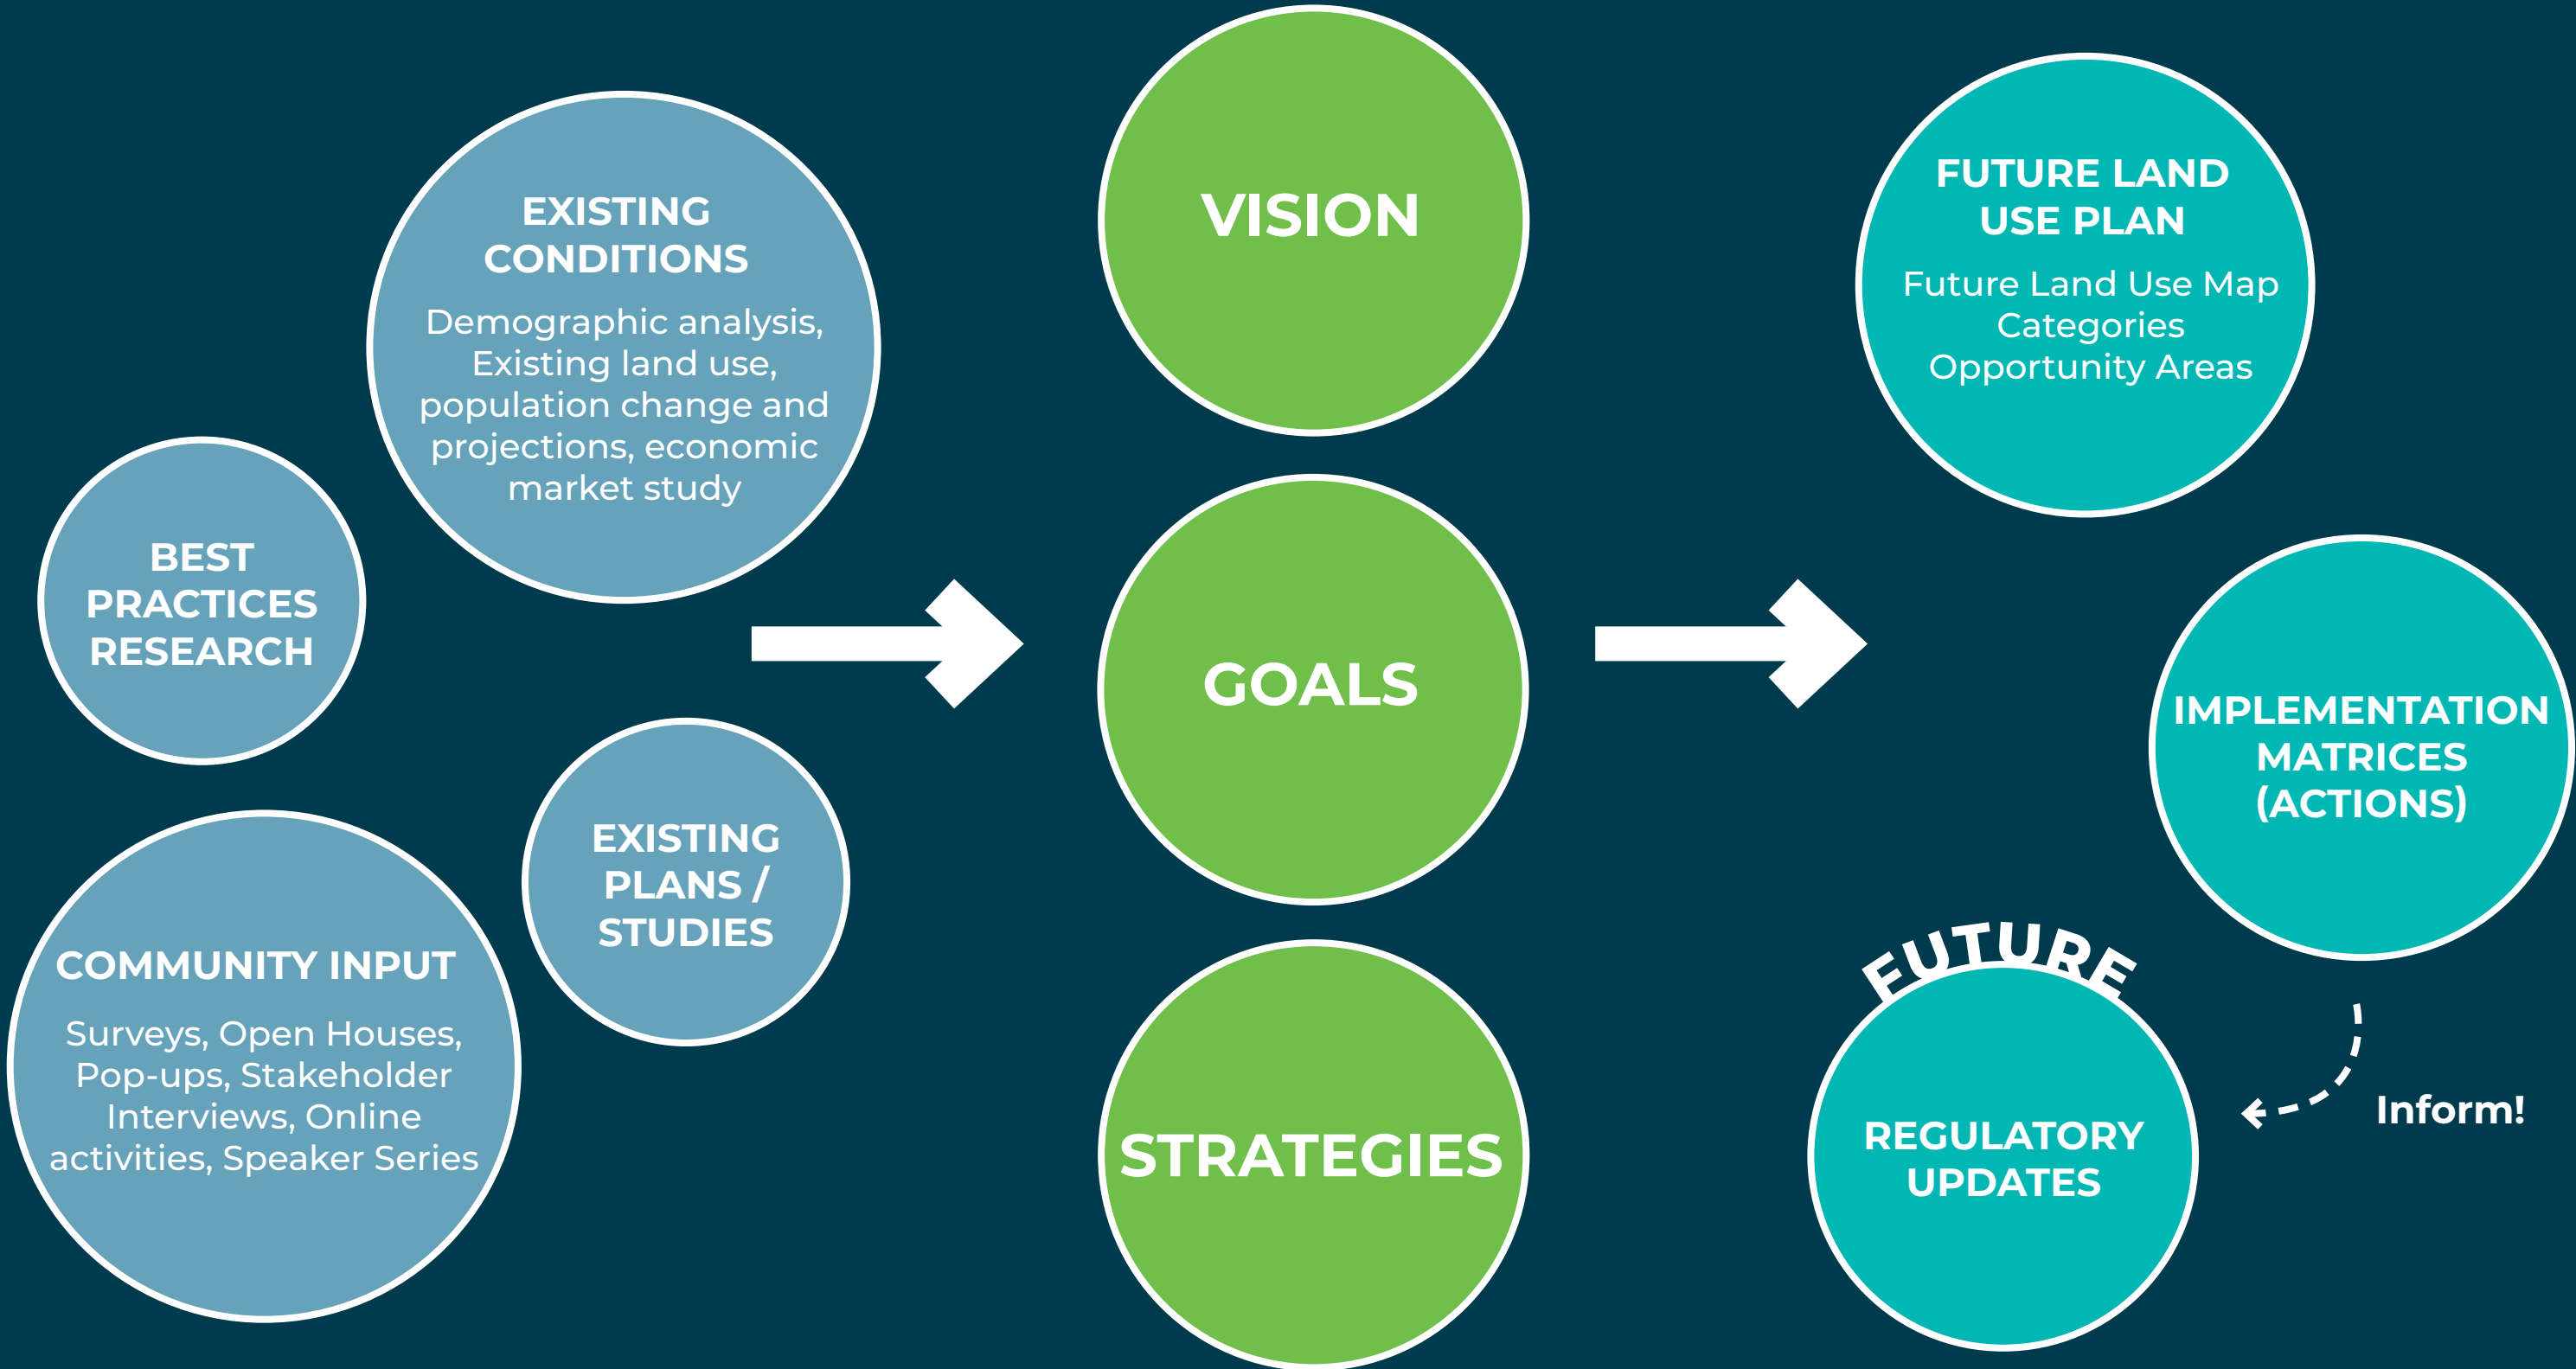 EXISTING
CONDITIONS
Demographic analysis,
Existing land use,
population change and
projections, economic
market study
BEST
PRACTICES
RESEARCH
EXISTING
PLANS /
STUDIES
COMMUNITY INPUT
Surveys, Open Houses,
Pop-ups, Stakeholder
Interviews, Online
activities, Speaker Series
VISION
GOALS
STRATEGIES
FUTURE LAND
USE PLAN
Future Land Use Map
Categories
Opportunity Areas
IMPLEMENTATION
MATRICES
(ACTIONS)
Inform!
FUTURE
REGULATORY
UPDATES